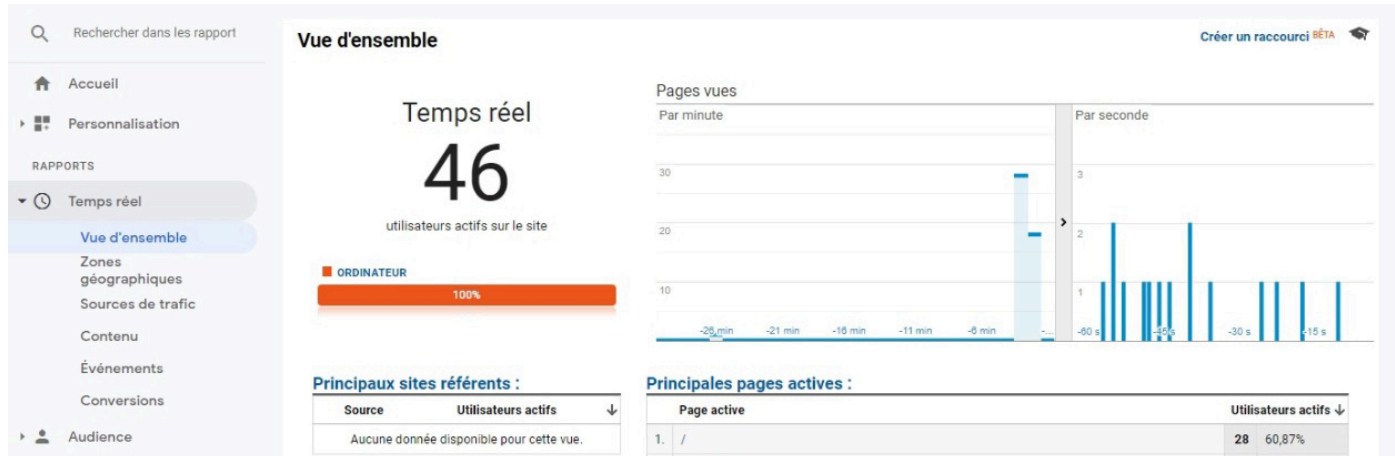 Rechercher dans les rapport
Accueil
Personnalisation
RAPPORTS
Temps réel
Vue d'ensemble
Zones
géographiques
Sources de trafic
Contenu
Événements
Conversions
Audience
Vue d'ensemble
Créer un raccourci BÊTA
Temps réel
46
utilisateurs actifs sur le site
ORDINATEUR
100%
Pages vues
Par minute
30
20
10
-26 min -21 min -16 min -11 min -6 min -...
Par seconde
3
2
1
-60 s -45 s -30 s -15 s
Principaux sites référents :
Source Utilisateurs actifs
Aucune donnée disponible pour cette vue.
Principales pages actives :
Page active Utilisateurs actifs
1. / 28 60,87%